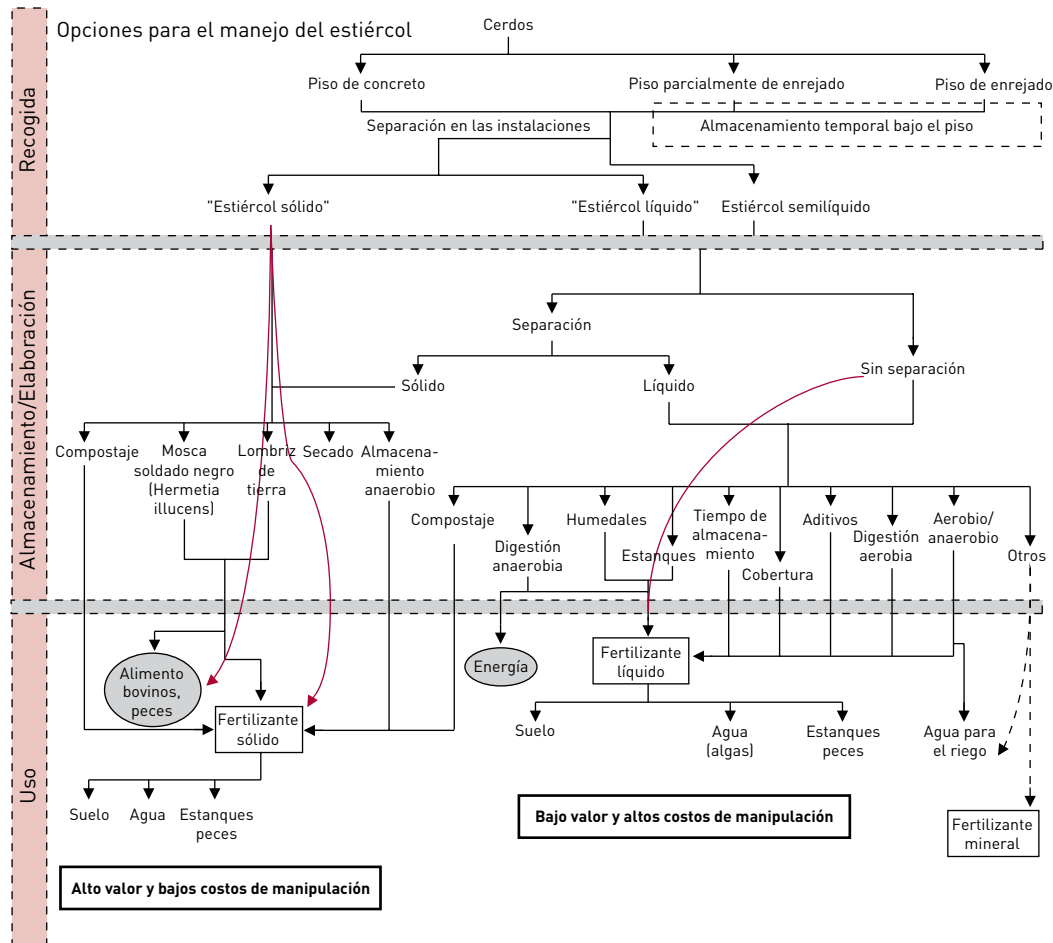 Opciones para el manejo del estiércol
Cerdos
Recogida
Piso de concreto
Piso parcialmente de enrejado
Piso de enrejado
Separación en las instalaciones
Almacenamiento temporal bajo el piso
"Estiércol sólido"
"Estiércol líquido"
Estiércol semilíquido
Almacenamiento/Elaboración
Separación
Sin separación
Sólido
Líquido
Compostaje
Mosca
soldado negro
(Hermetia
illucens)
Lombriz
de
tierra
Secado
Almacena-
miento
anaerobio
Compostaje
Digestión
anaerobia
Humedales
Estanques
Tiempo de
almacena-
miento
Cobertura
Aditivos
Digestión
aerobia
Aerobio/
anaerobio
Otros
Uso
Alimento
bovinos,
peces
Fertilizante
sólido
Energía
Fertilizante
líquido
Suelo
Agua
(algas)
Estanques
peces
Agua para
el riego
Suelo
Agua
Estanques
peces
Bajo valor y altos costos de manipulación
Fertilizante
mineral
Alto valor y bajos costos de manipulación